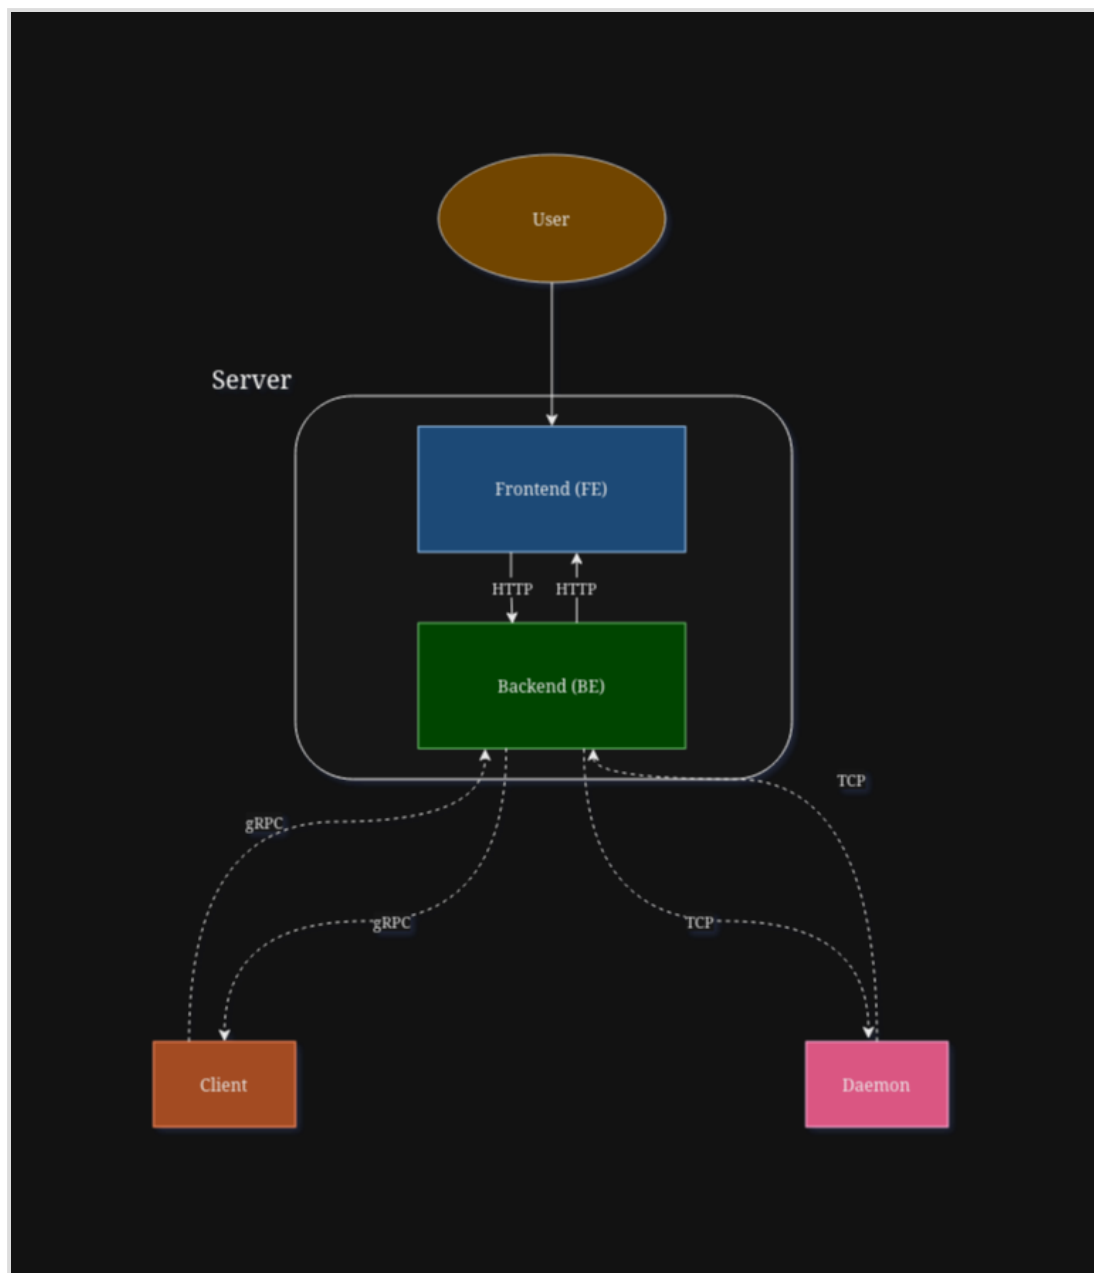 User
Server
Frontend (FE)
HTTP
HTTP
Backend (BE)
TCP
gRPC
gRPC
TCP
Client
Daemon